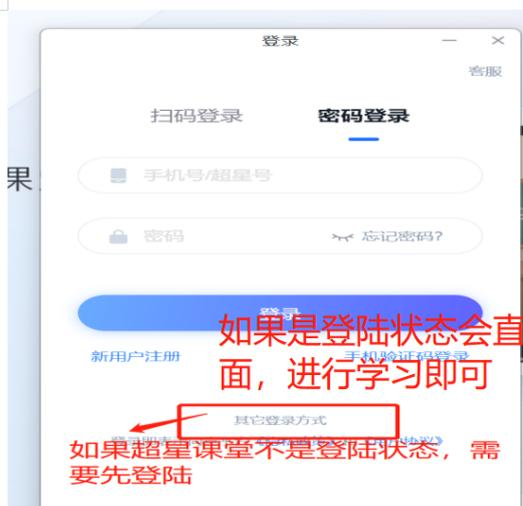 登录
客服
扫码登录 密码登录
果
手机号/超星号
密码 忘记密码?
登录
如果是登陆状态会直
新用户注册 手机验证码登录
面，进行学习即可
其它登录方式
如果超星课堂不是登陆状态，需
要先登陆